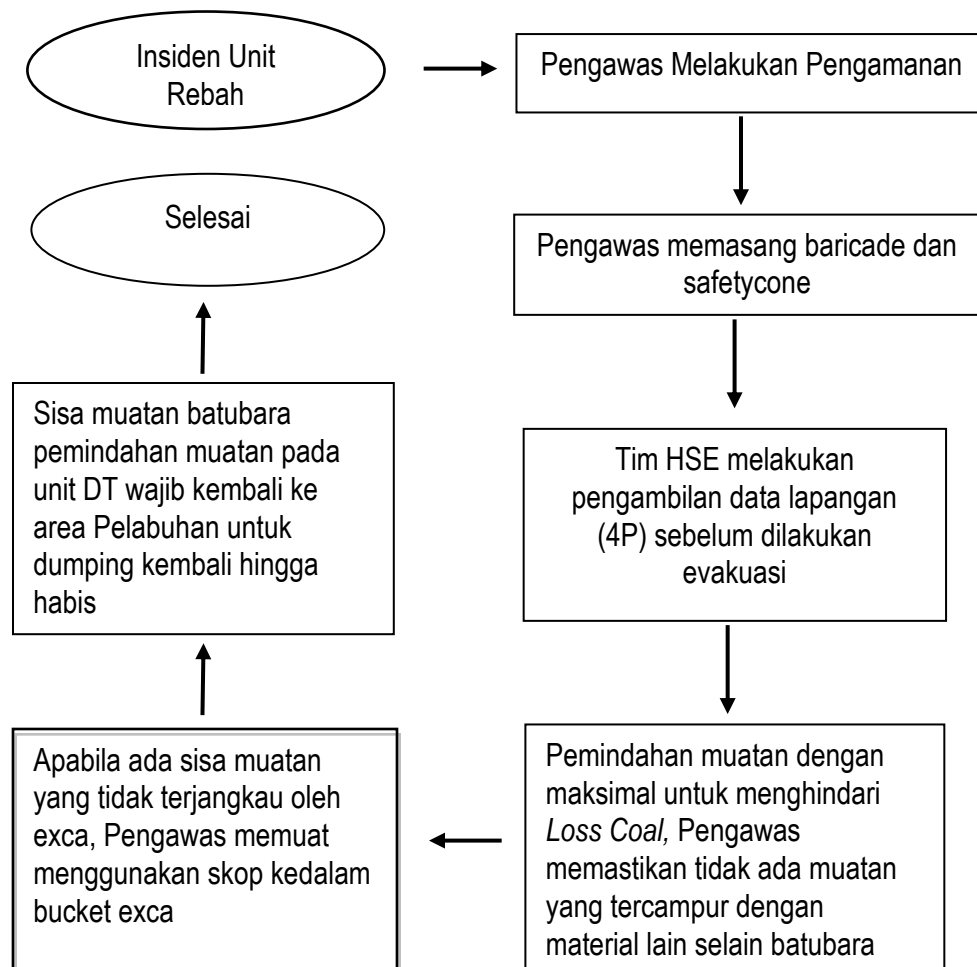 Insiden Unit
Rebah
Pengawas Melakukan Pengamanan
Pengawas memasang baricade dan
safetycone
Tim HSE melakukan
pengambilan data lapangan
(4P) sebelum dilakukan
evakuasi
Pemindahan muatan dengan
maksimal untuk menghindari
Loss Coal, Pengawas
memastikan tidak ada muatan
yang tercampur dengan
material lain selain batubara
Apabila ada sisa muatan
yang tidak terjangkau oleh
exca, Pengawas memuat
menggunakan skop kedalam
bucket exca
Sisa muatan batubara
pemindahan muatan pada
unit DT wajib kembali ke
area Pelabuhan untuk
dumping kembali hingga
habis
Selesai